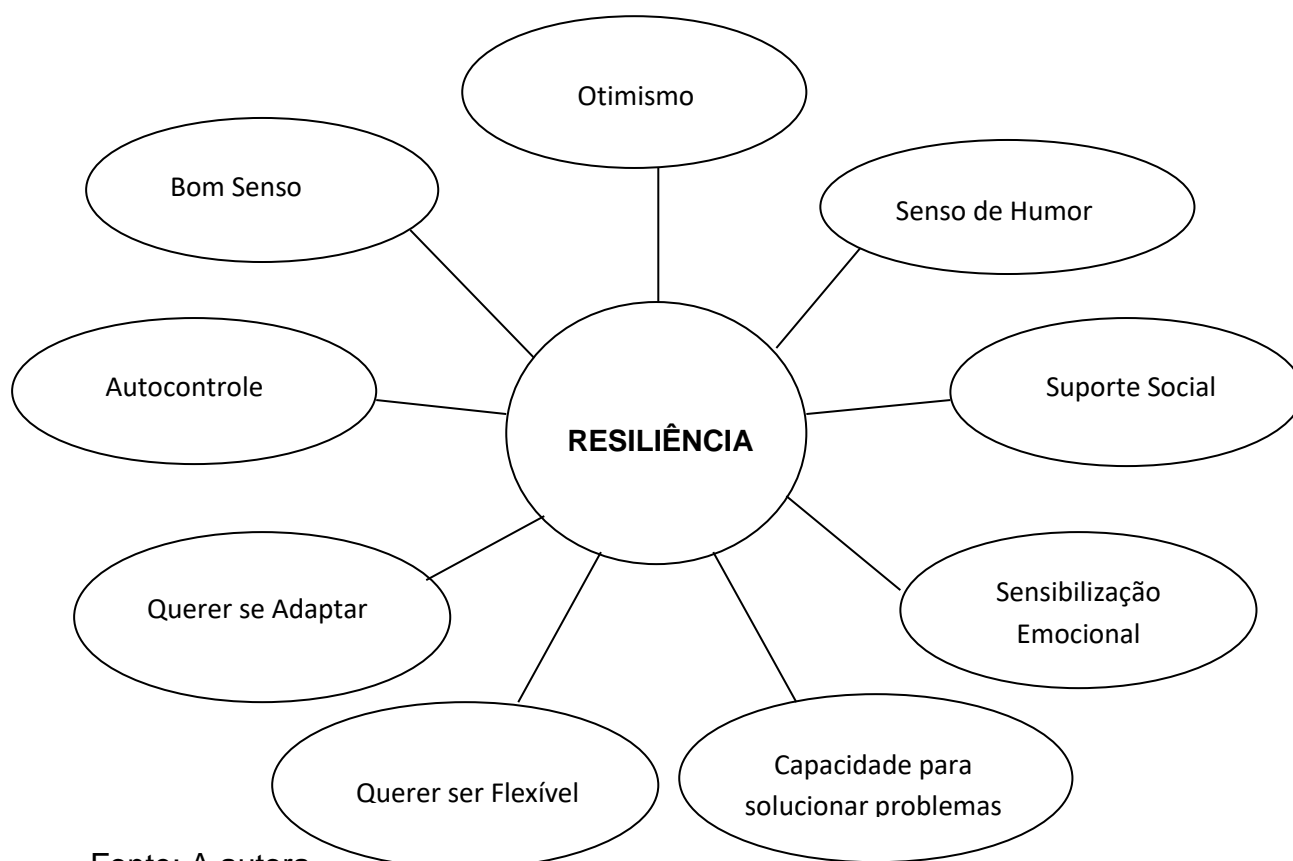 Otimismo
Bom Senso
Senso de Humor
Autocontrole
Suporte Social
RESILIÊNCIA
Querer se Adaptar
Sensibilização
Emocional
Querer ser Flexível
Capacidade para
solucionar problemas
Fonte: A autora